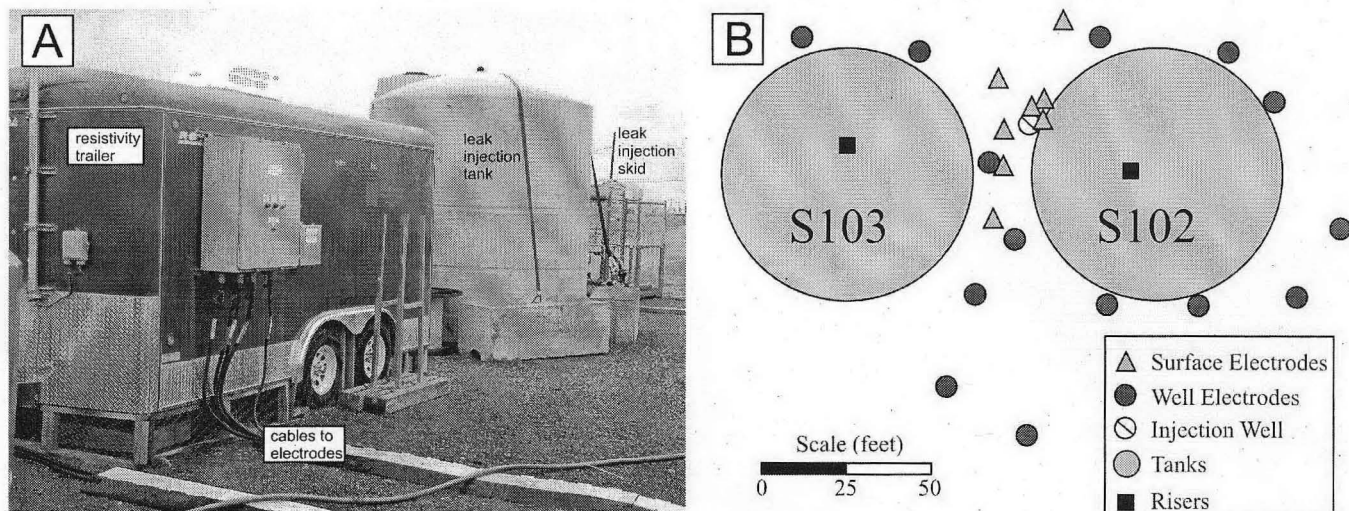 A
resistivity
trailer
leak
injection
tank
leak
injection
skid
cables to
electrodes
B
S103
S102
Scale (feet)
0
25
50
Surface Electrodes
Well Electrodes
Injection Well
Tanks
Risers